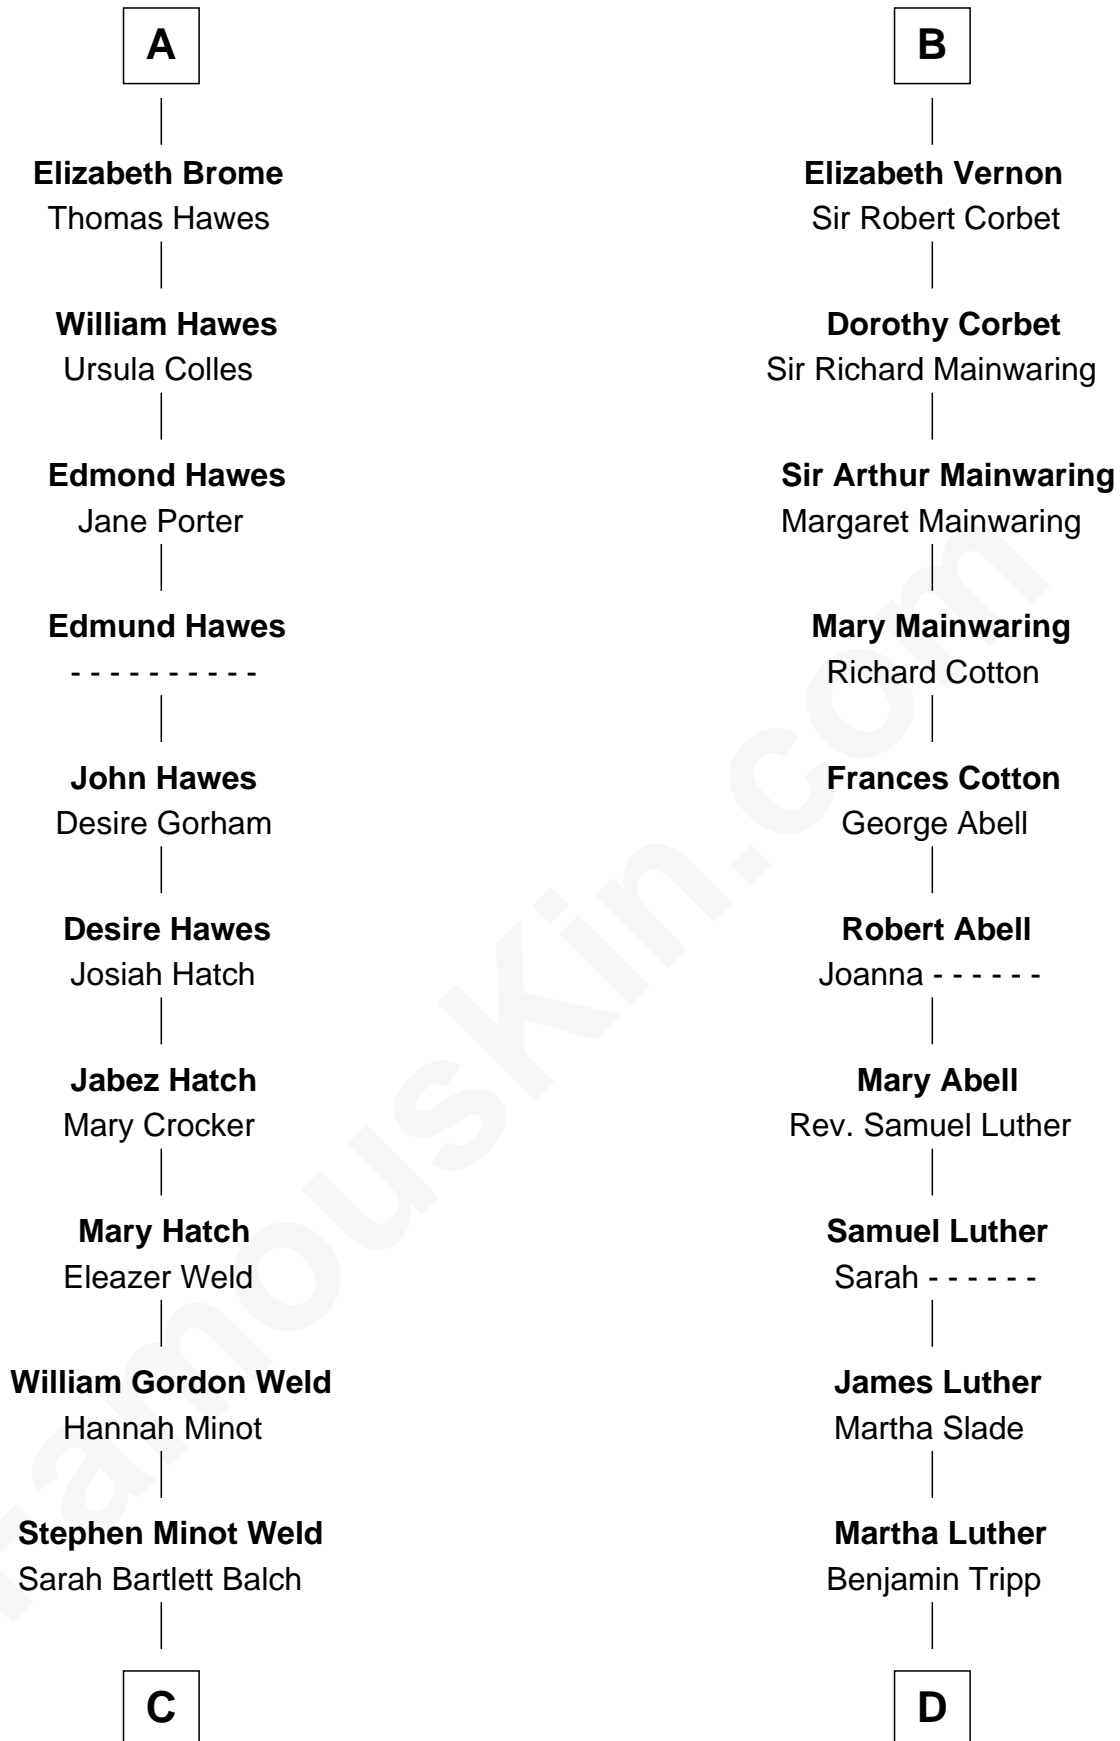 A
Elizabeth Brome
Thomas Hawes
William Hawes
Ursula Colles
Edmond Hawes
Jane Porter
Edmund Hawes
- - - - - - - - - -
John Hawes
Desire Gorham
Desire Hawes
Josiah Hatch
Jabez Hatch
Mary Crocker
Mary Hatch
Eleazer Weld
William Gordon Weld
Hannah Minot
Stephen Minot Weld
Sarah Bartlett Balch
C
B
Elizabeth Vernon
Sir Robert Corbet
Dorothy Corbet
Sir Richard Mainwaring
Sir Arthur Mainwaring
Margaret Mainwaring
Mary Mainwaring
Richard Cotton
Frances Cotton
George Abell
Robert Abell
Joanna - - - - - -
Mary Abell
Rev. Samuel Luther
Samuel Luther
Sarah - - - - - -
James Luther
Martha Slade
Martha Luther
Benjamin Tripp
D
FamousKin.com